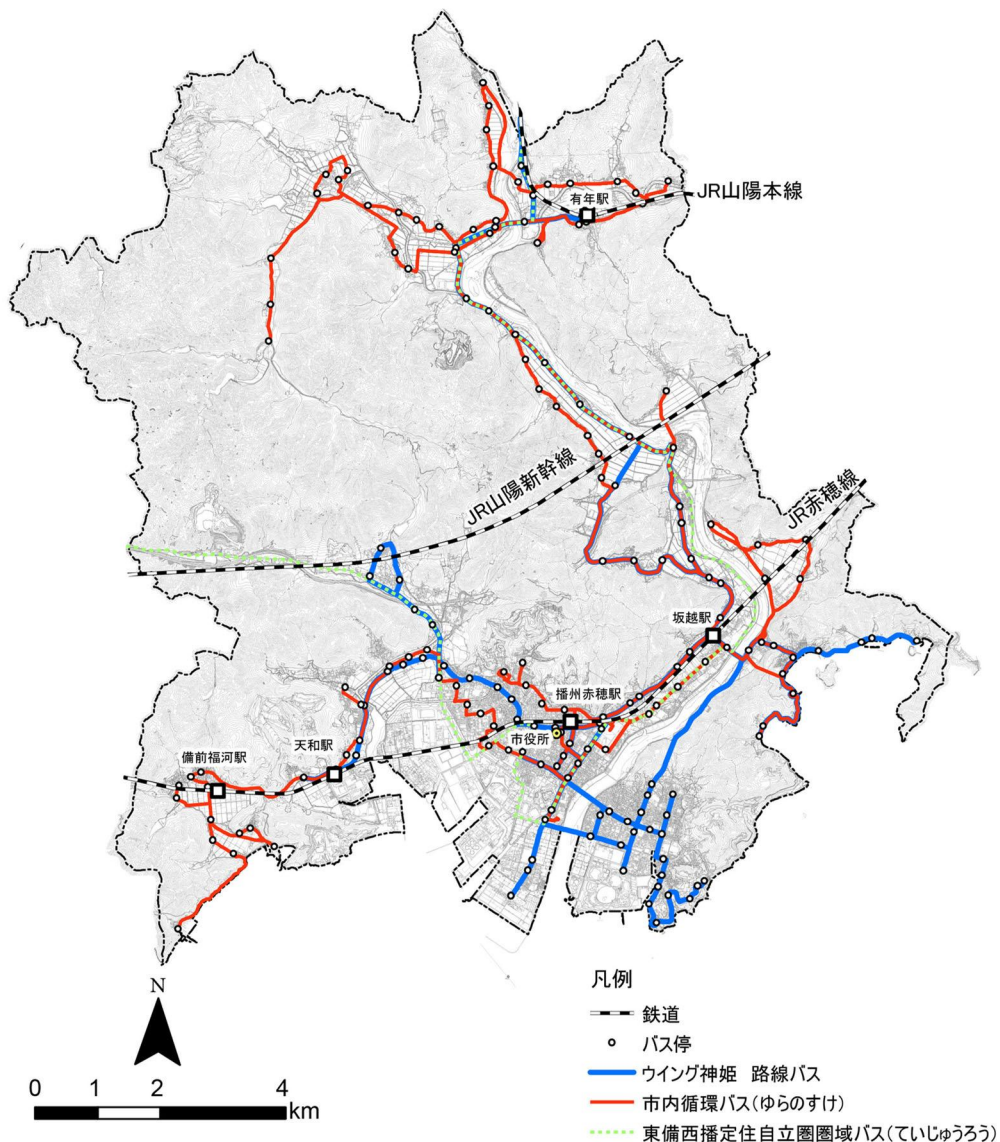 有年駅
JR山陽本線
JR山陽新幹線
JR赤穂線
坂越駅
播州赤穂駅
市役所
天和駅
備前福河駅
N
0 1 2 4
km
凡例
鉄道
バス停
ウイング神姫 路線バス
市内循環バス(ゆらのすけ)
東備西播定住自立圏圏域バス(ていじゅうろう)